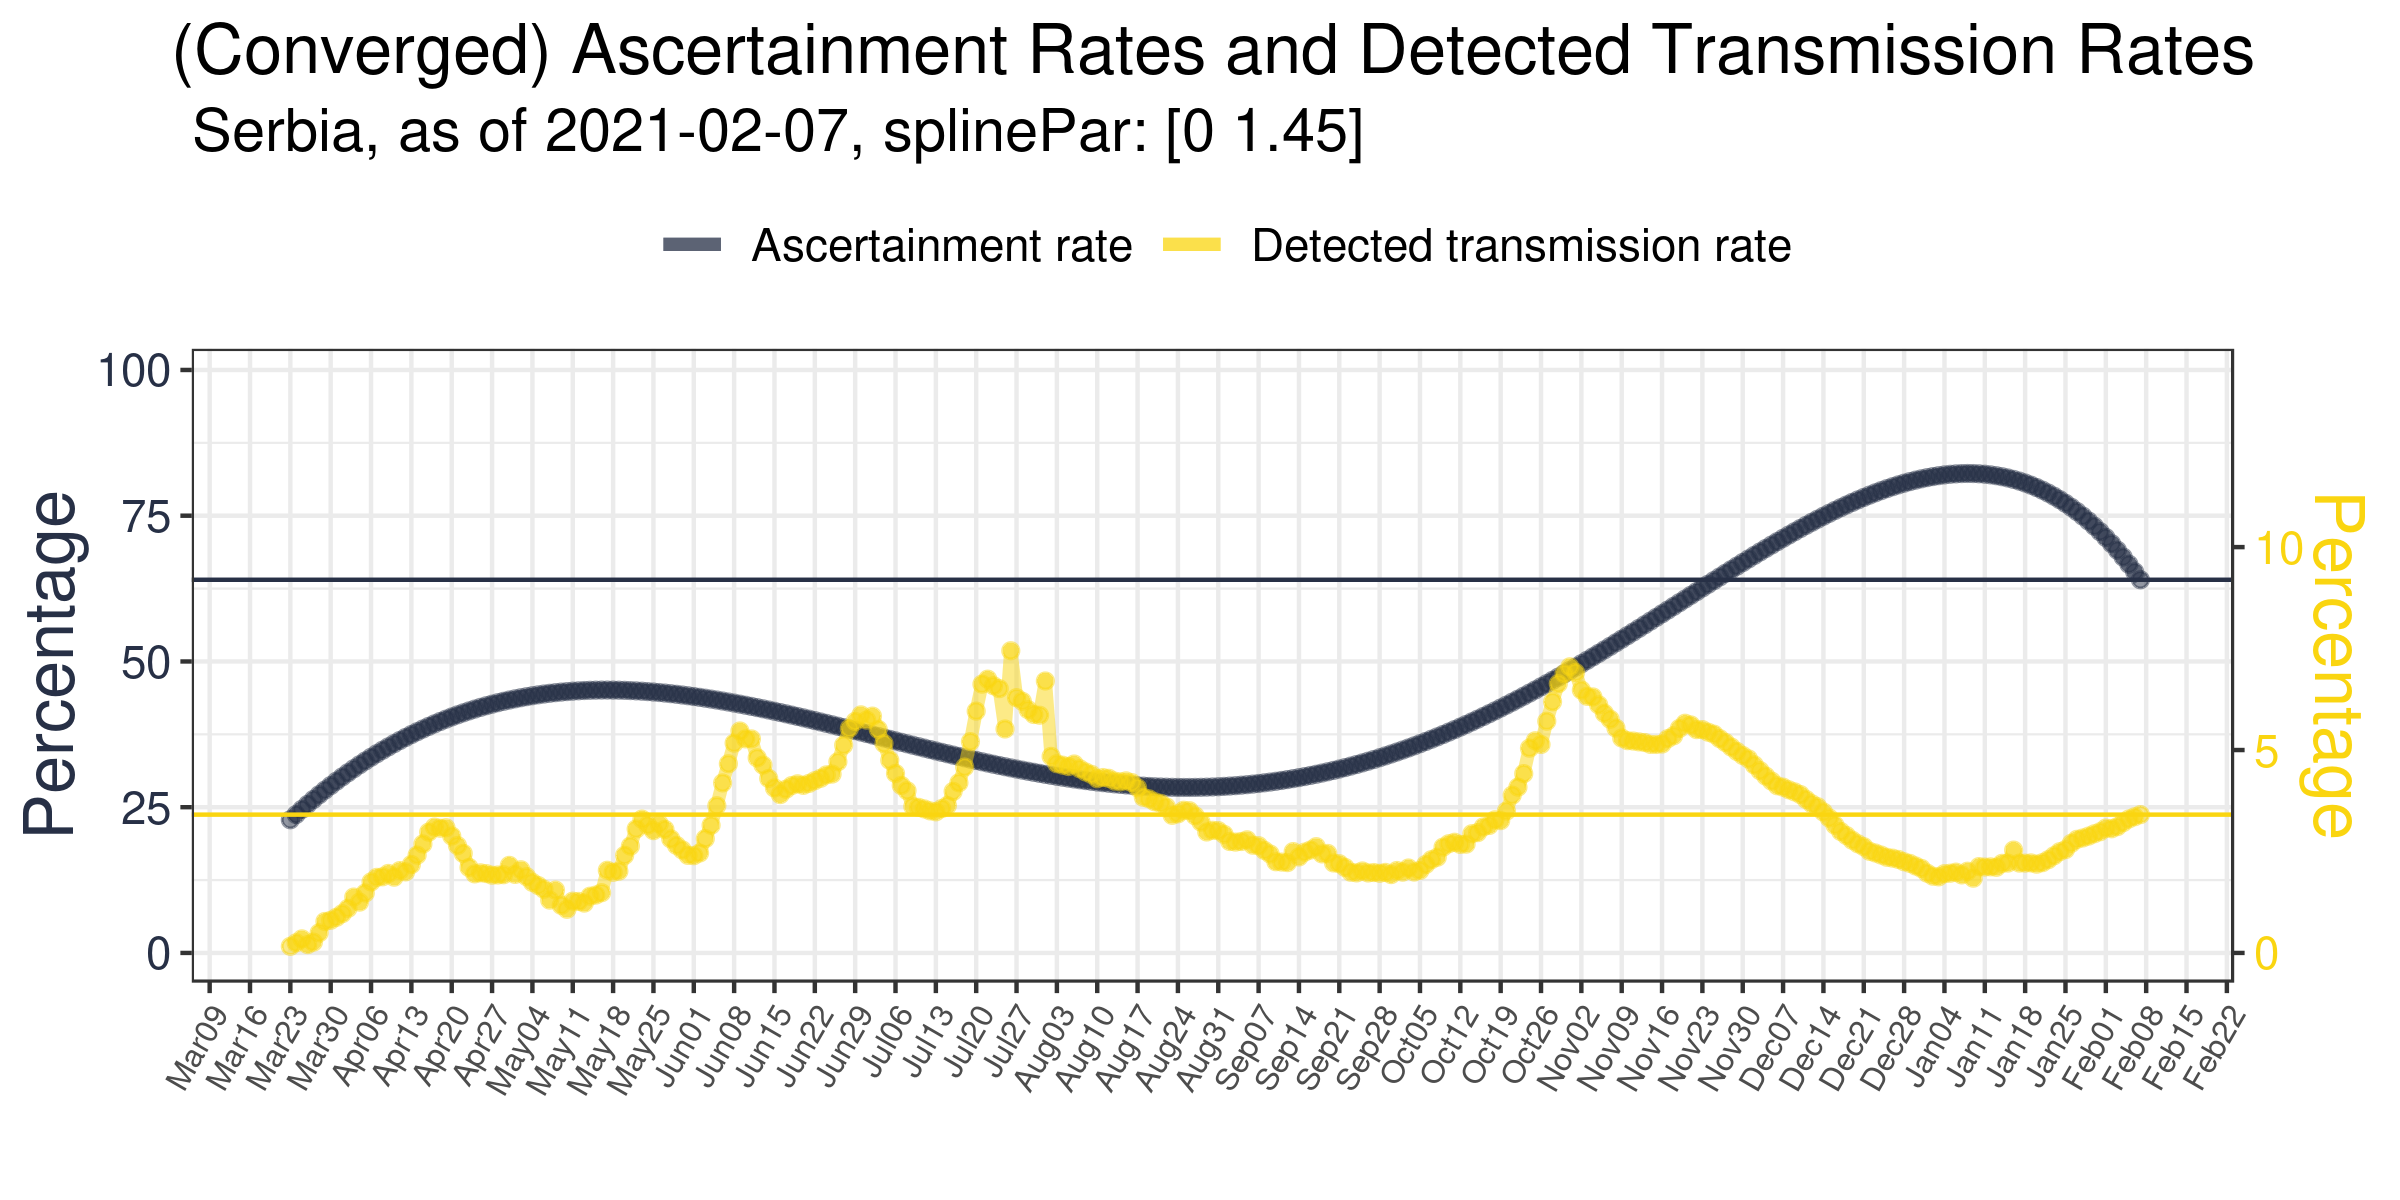 (Converged) Ascertainment Rates and Detected Transmission Rates
Serbia, as of 2021-02-07, splinePar: [0 1.45]
Ascertainment rate
Detected transmission rate
Percentage
100
75
50
25
0
10
5
0
Percentage
Mar09
Mar16
Mar23
Mar30
Apr06
Apr13
Apr20
Apr27
May04
May11
May18
May25
Jun01
Jun08
Jun15
Jun22
Jun29
Jul06
Jul13
Jul20
Jul27
Aug03
Aug10
Aug17
Aug24
Aug31
Sep07
Sep14
Sep21
Sep28
Oct05
Oct12
Oct19
Oct26
Nov02
Nov09
Nov16
Nov23
Nov30
Dec07
Dec14
Dec21
Dec28
Jan04
Jan11
Jan18
Jan25
Feb01
Feb08
Feb15
Feb22